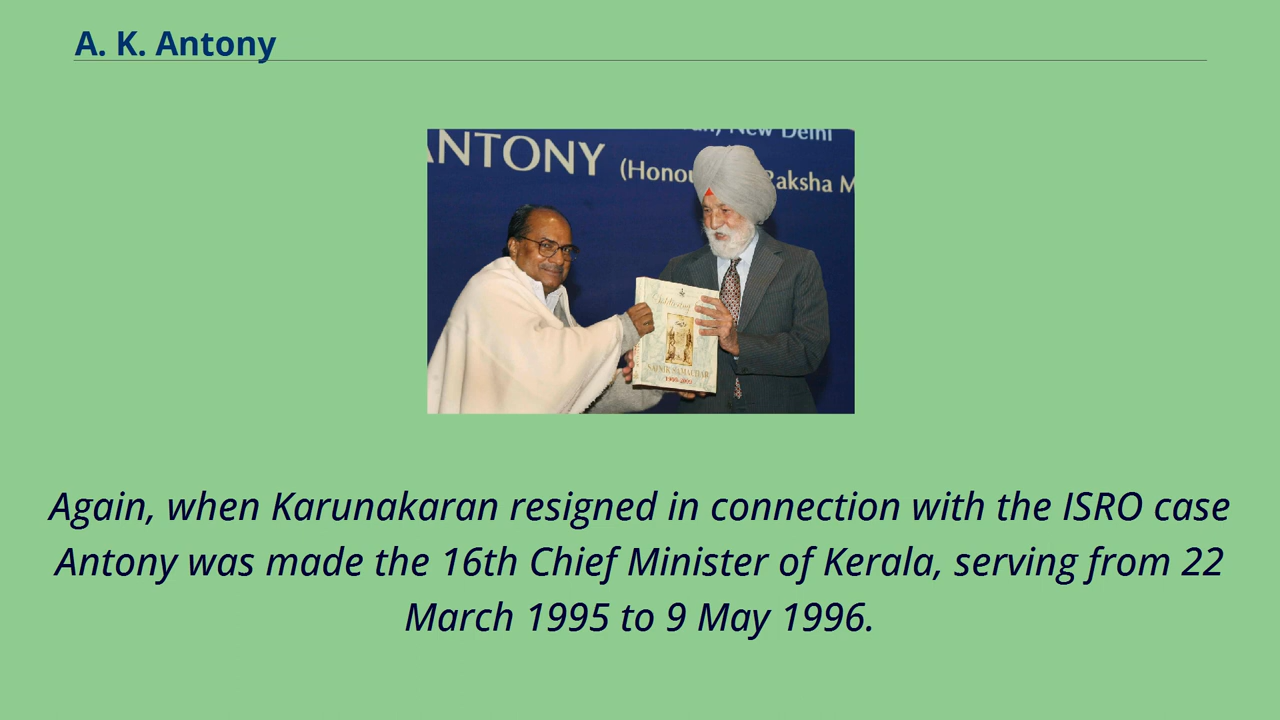 A. K. Antony
New Delhi
ANTONY (Honou Raksha M
SAINIK SAMACHAR
Again, when Karunakaran resigned in connection with the ISRO case
Antony was made the 16th Chief Minister of Kerala, serving from 22
March 1995 to 9 May 1996.